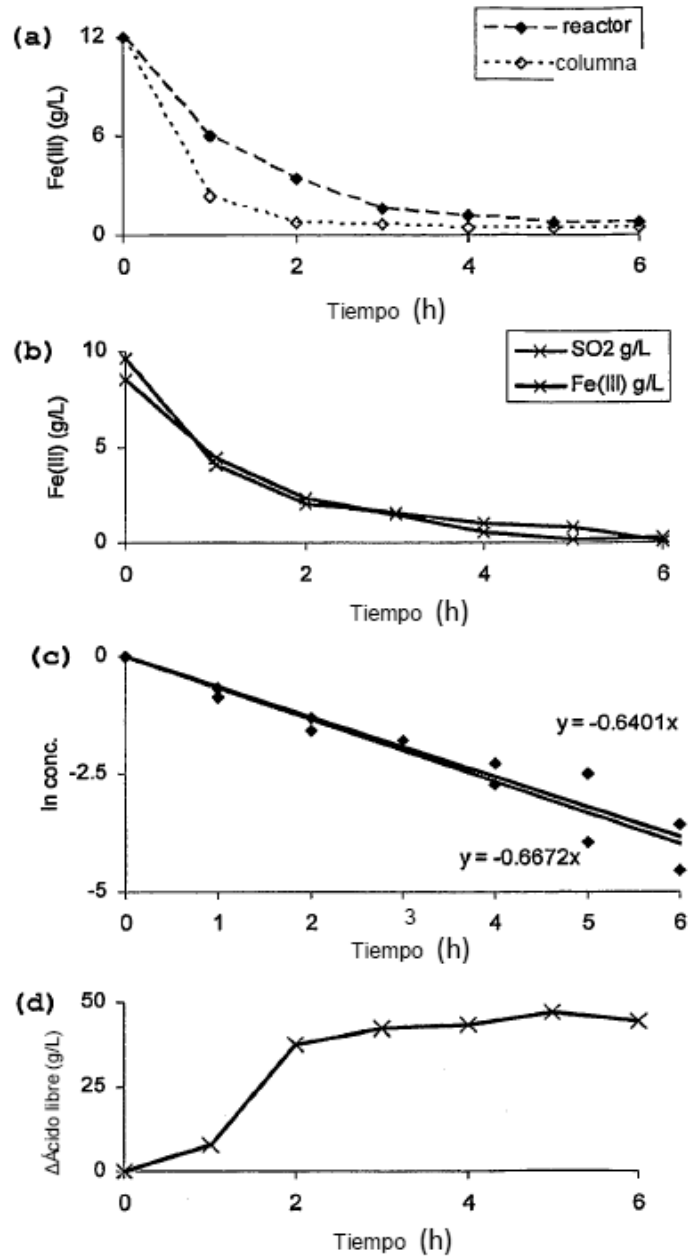 (a)
12
6
0
Fe(III) (g/L)
reactor
columna
0 2 4 6
Tiempo (h)
(b)
10
5
0
Fe(III) (g/L)
SO2 g/L
Fe(III) g/L
0 2 4 6
Tiempo (h)
(c)
0
-2.5
-5
ln conc.
y = -0.6401x
y = -0.6672x
0 1 2 3 4 5 6
Tiempo (h)
(d)
50
25
0
ΔÁcido libre (g/L)
0 2 4 6
Tiempo (h)